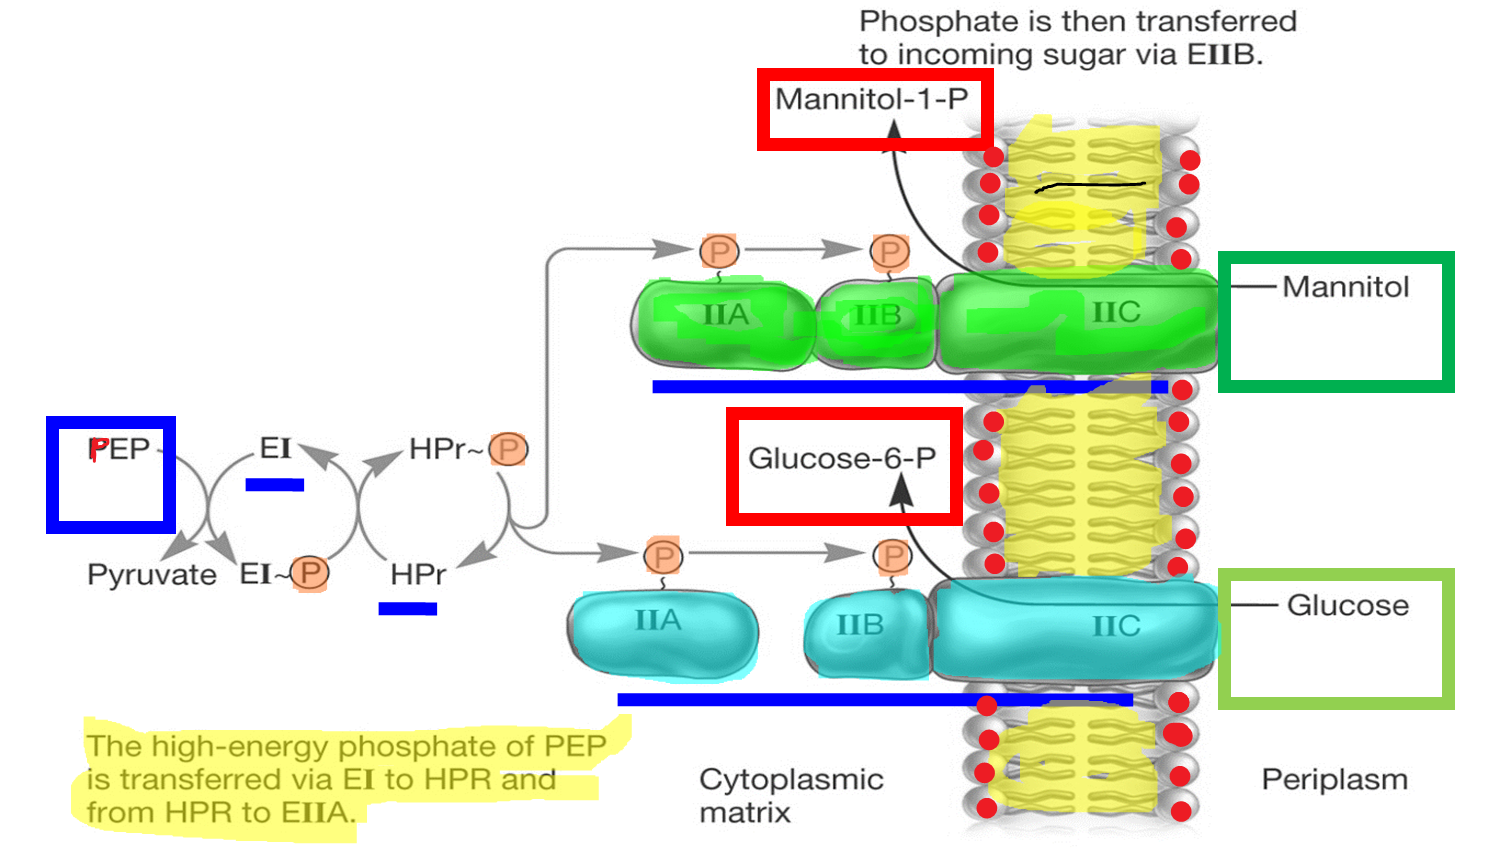 Phosphate is then transferred
to incoming sugar via EIIB.
Mannitol-1-P
P
P
IIA
IIB
IIC
Mannitol
PEP
EI
HPr~P
Glucose-6-P
Pyruvate
EI~P
HPr
P
P
IIA
IIB
IIC
Glucose
The high-energy phosphate of PEP
is transferred via EI to HPR and
from HPR to EIIA.
Cytoplasmic
matrix
Periplasm